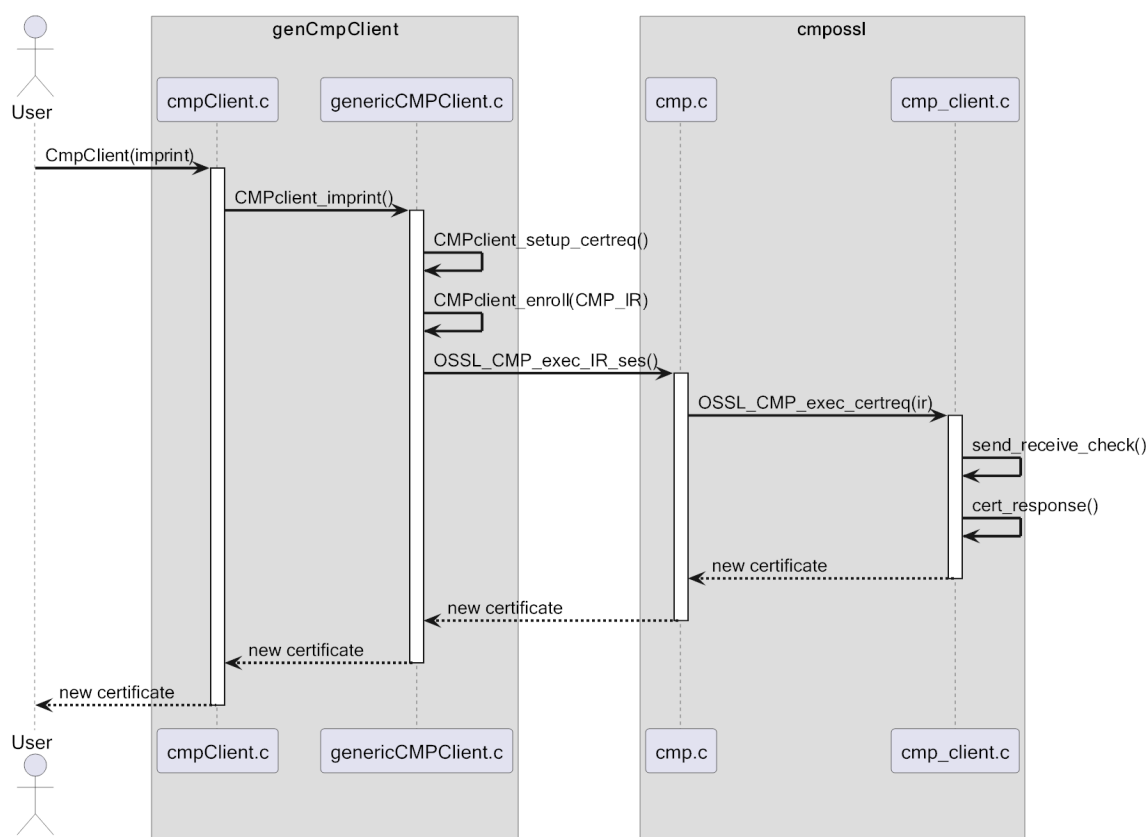 genCmpClient
cmpossl
User
cmpClient.c
genericCMPClient.c
cmp.c
cmp_client.c
CmpClient(imprint)
CMPclient_imprint()
CMPclient_setup_certreq()
CMPclient_enroll(CMP_IR)
OSSL_CMP_exec_IR_ses()
OSSL_CMP_exec_certreq(ir)
send_receive_check()
cert_response()
new certificate
new certificate
new certificate
new certificate
User
cmpClient.c
genericCMPClient.c
cmp.c
cmp_client.c